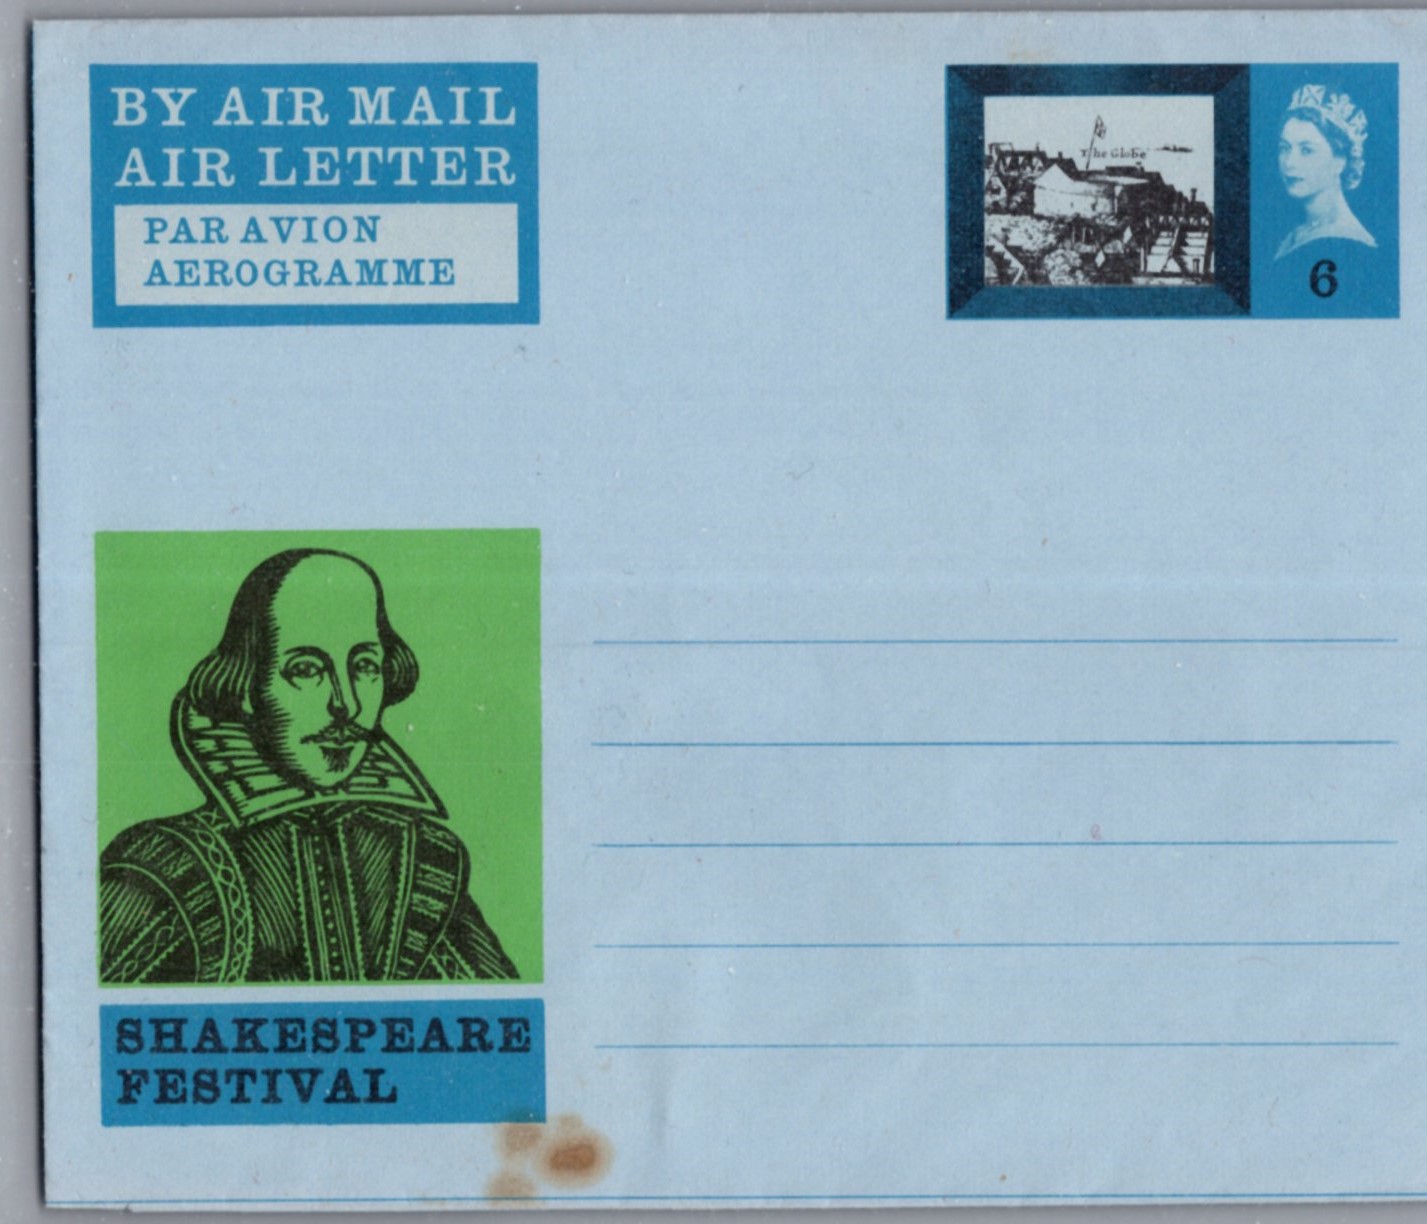 BY AIR MAIL
AIR LETTER
PAR AVION
AEROGRAMME
The Globe
6
SHAKESPEARE
FESTIVAL